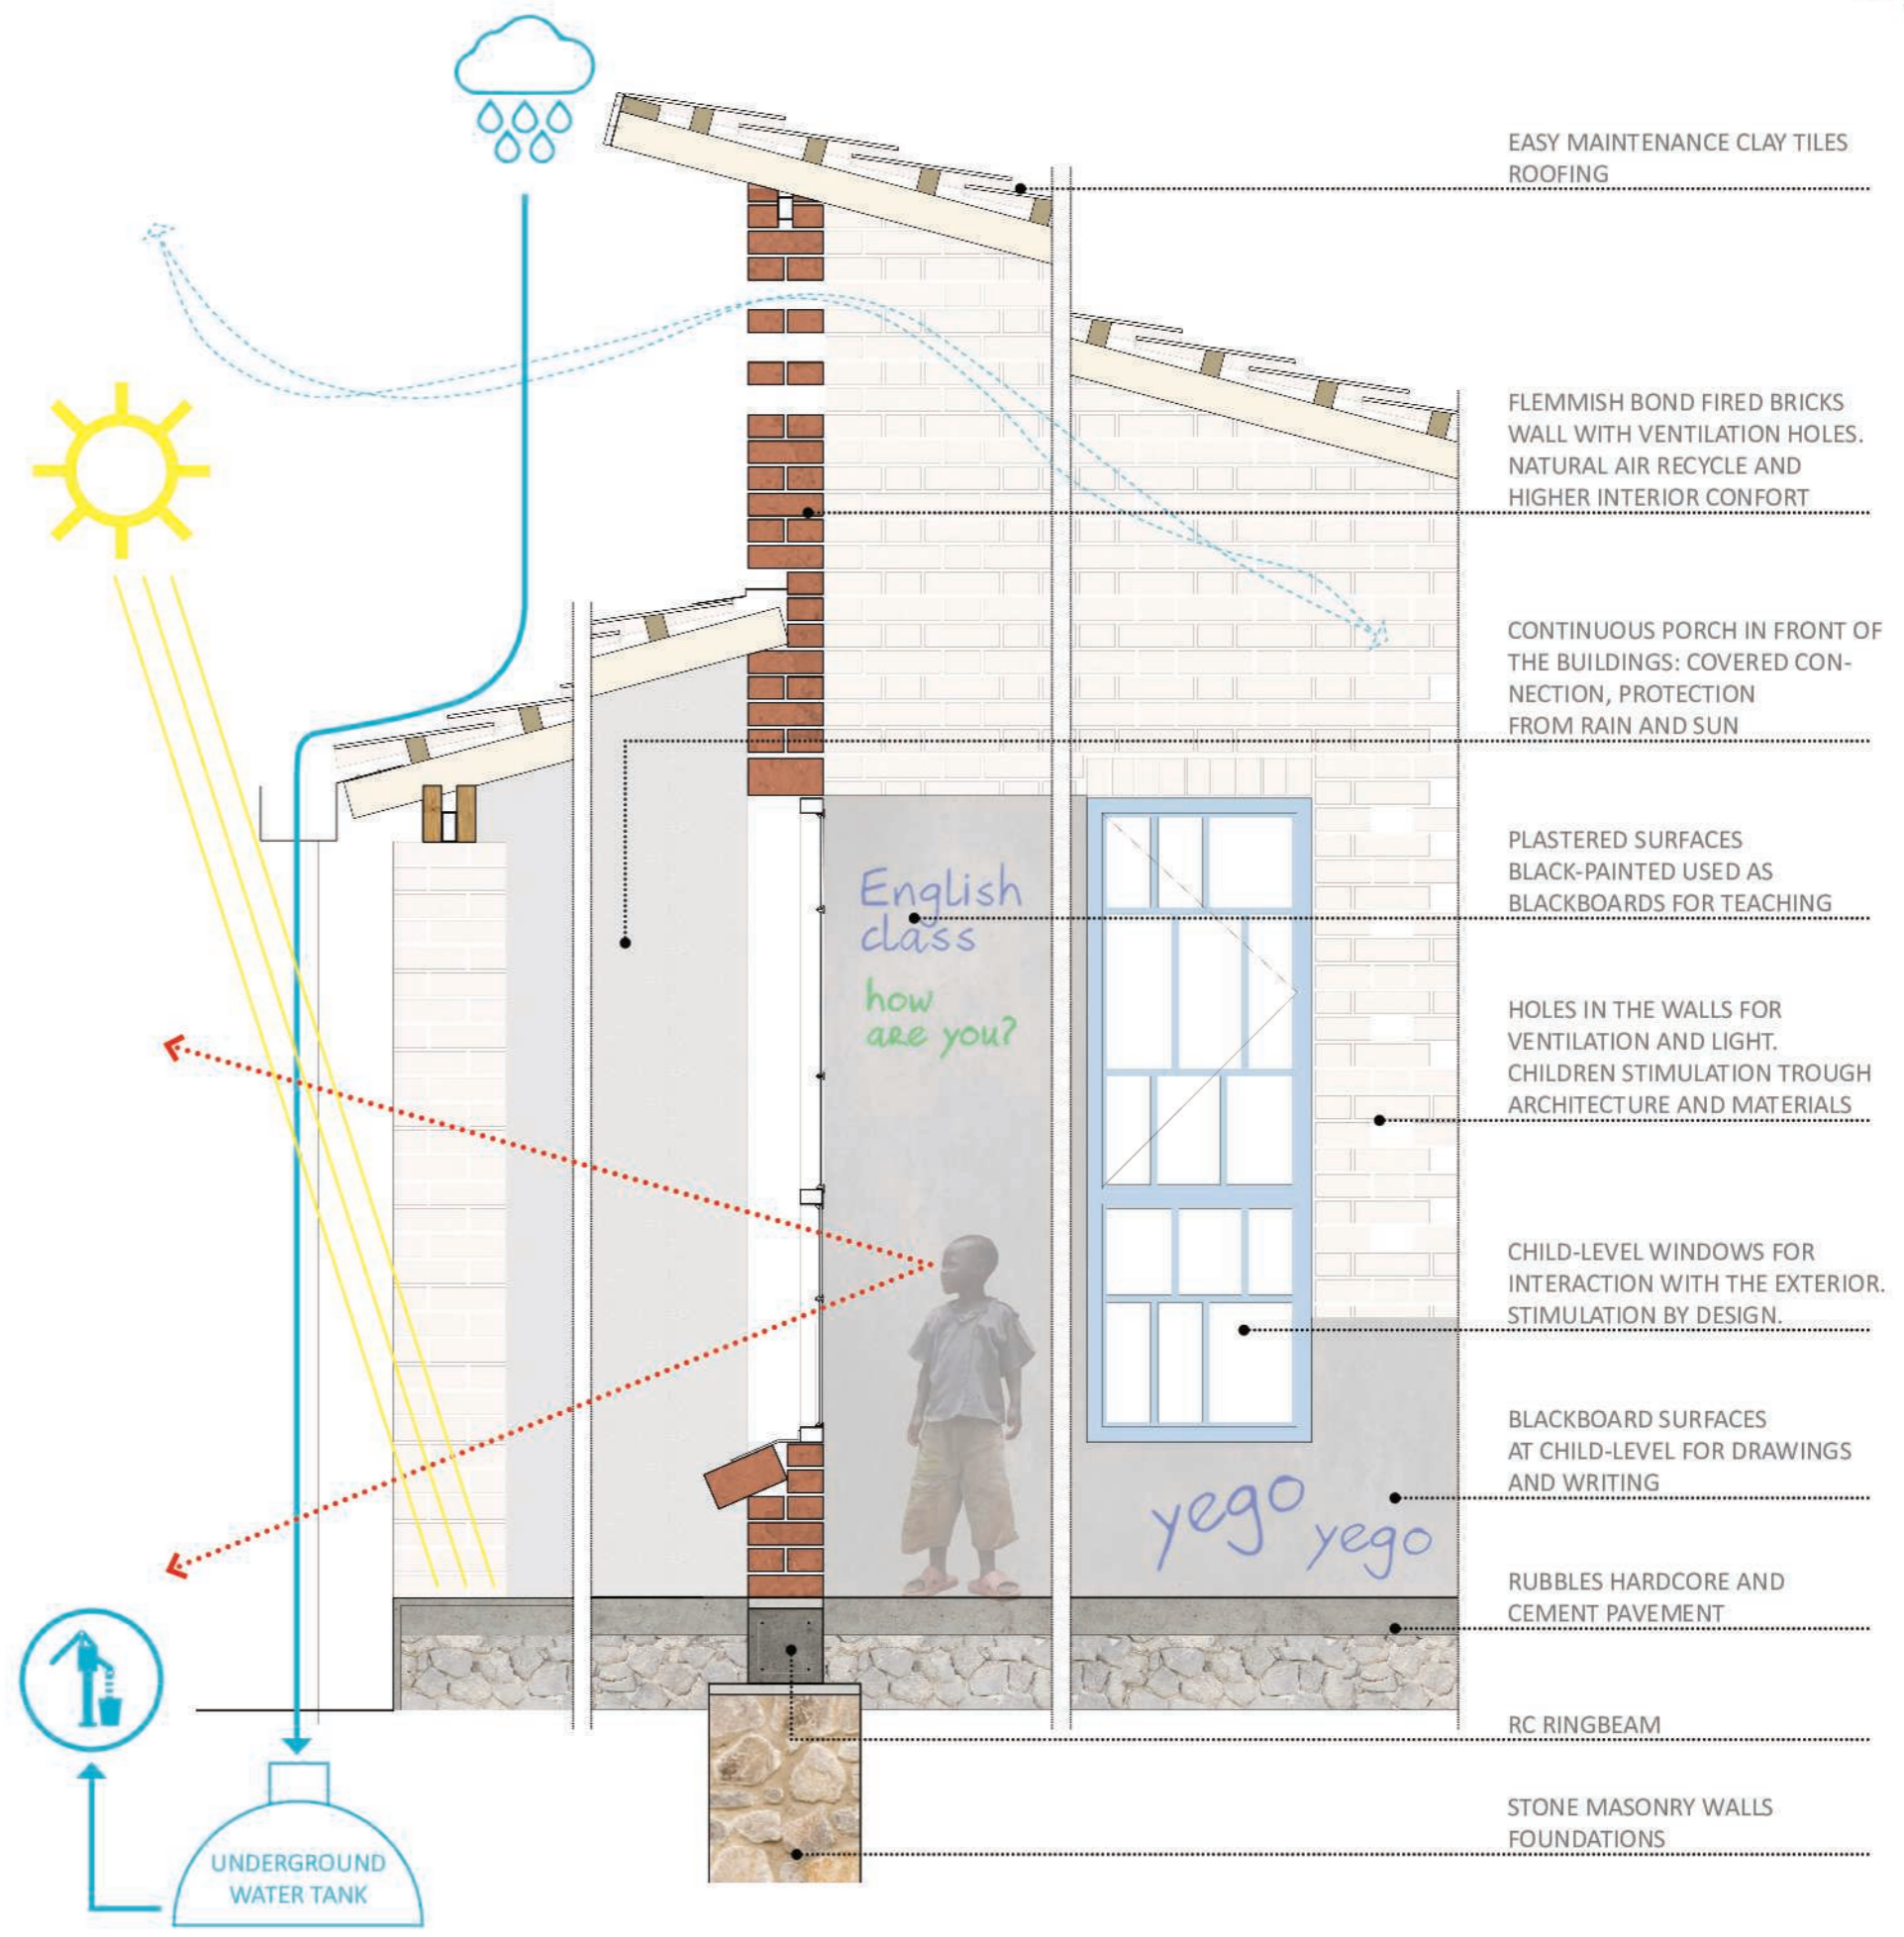 EASY MAINTENANCE CLAY TILES
ROOFING
FLEMMISH BOND FIRED BRICKS
WALL WITH VENTILATION HOLES.
NATURAL AIR RECYCLE AND
HIGHER INTERIOR CONFORT
CONTINUOUS PORCH IN FRONT OF
THE BUILDINGS: COVERED CON-
NECTION, PROTECTION
FROM RAIN AND SUN
PLASTERED SURFACES
BLACK-PAINTED USED AS
BLACKBOARDS FOR TEACHING
English
class
how
are you?
HOLES IN THE WALLS FOR
VENTILATION AND LIGHT.
CHILDREN STIMULATION TROUGH
ARCHITECTURE AND MATERIALS
CHILD-LEVEL WINDOWS FOR
INTERACTION WITH THE EXTERIOR.
STIMULATION BY DESIGN.
BLACKBOARD SURFACES
AT CHILD-LEVEL FOR DRAWINGS
AND WRITING
yego
yego
RUBBLES HARDCORE AND
CEMENT PAVEMENT
RC RINGBEAM
STONE MASONRY WALLS
FOUNDATIONS
UNDERGROUND
WATER TANK